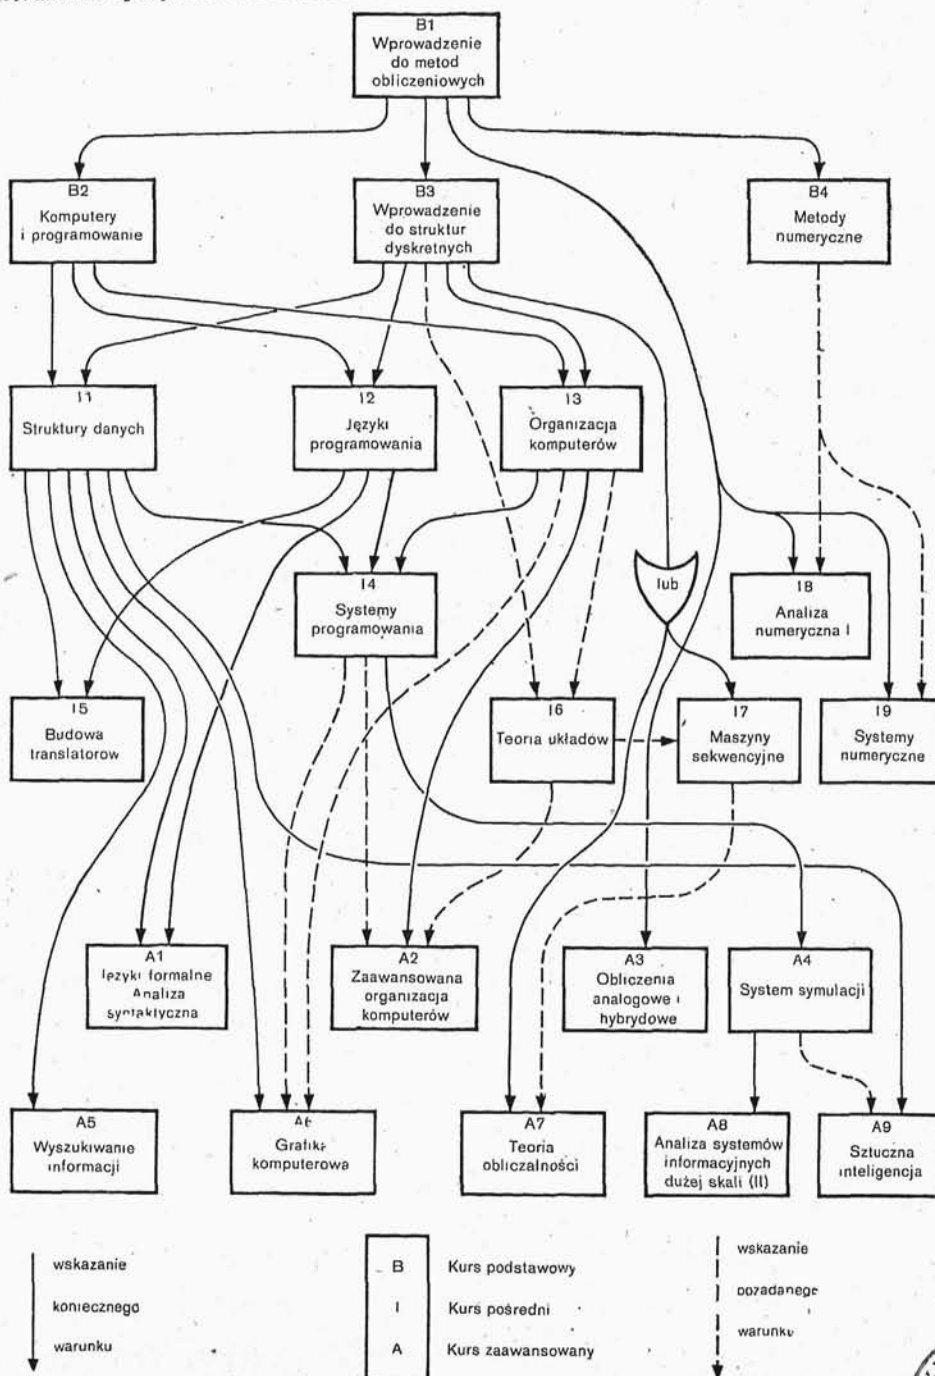 B1
Wprowadzenie
do metod
obliczeniowych
B2
Komputery
i programowanie
B3
Wprowadzenie
do struktur
dyskretnych
B4
Metody
numeryczne
I1
Struktury danych
I2
Języki
programowania
I3
Organizacja
komputerów
I4
Systemy
programowania
lub
I8
Analiza
numeryczna I
I5
Budowa
translatorow
I6
Teoria układów
I7
Maszyny
sekwencyjne
I9
Systemy
numeryczne
A1
Języki formalne
Analiza
syntaktyczna
A2
Zaawansowana
organizacja
komputerów
A3
Obliczenia
analogowe i
hybrydowe
A4
System symulacji
A5
Wyszukiwanie
informacji
A6
Grafika
komputerowa
A7
Teoria
obliczalności
A8
Analiza systemów
informacyjnych
dużej skali (II)
A9
Sztuczna
inteligencja
wskazanie
koniecznego
warunku
B Kurs podstawowy
I Kurs pośredni
A Kurs zaawansowany
wskazanie
pozadanego
warunku